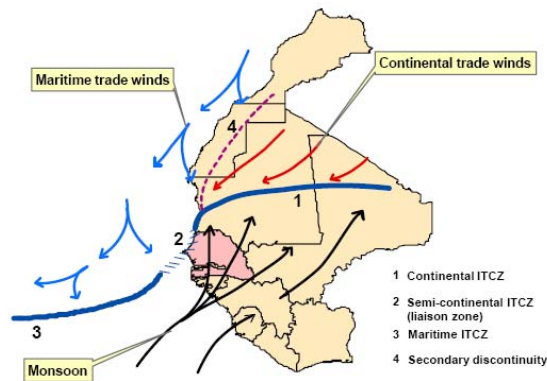 Maritime trade winds
Continental trade winds
4
1
2
3
Monsoon
1 Continental ITCZ
2 Semi-continental ITCZ
(liaison zone)
3 Maritime ITCZ
4 Secondary discontinuity